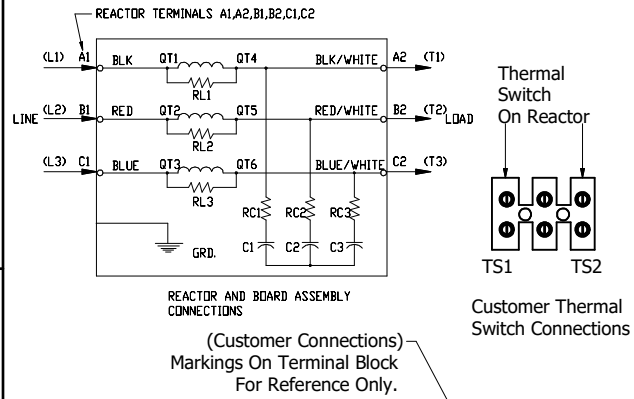 REACTOR TERMINALS A1,A2,B1,B2,C1,C2
(L1) A1 BLK QT1 QT4 BLK/WHITE A2 (T1)
RL1
LINE (L2) B1 RED QT2 QT5 RED/WHITE B2 (T2) LOAD
RL2
(L3) C1 BLUE QT3 QT6 BLUE/WHITE C2 (T3)
RL3
RC1 RC2 RC3
C1 C2 C3
GRD.
REACTOR AND BOARD ASSEMBLY
CONNECTIONS
Thermal
Switch
On Reactor
TS1 TS2
Customer Thermal
Switch Connections
(Customer Connections)
Markings On Terminal Block
For Reference Only.